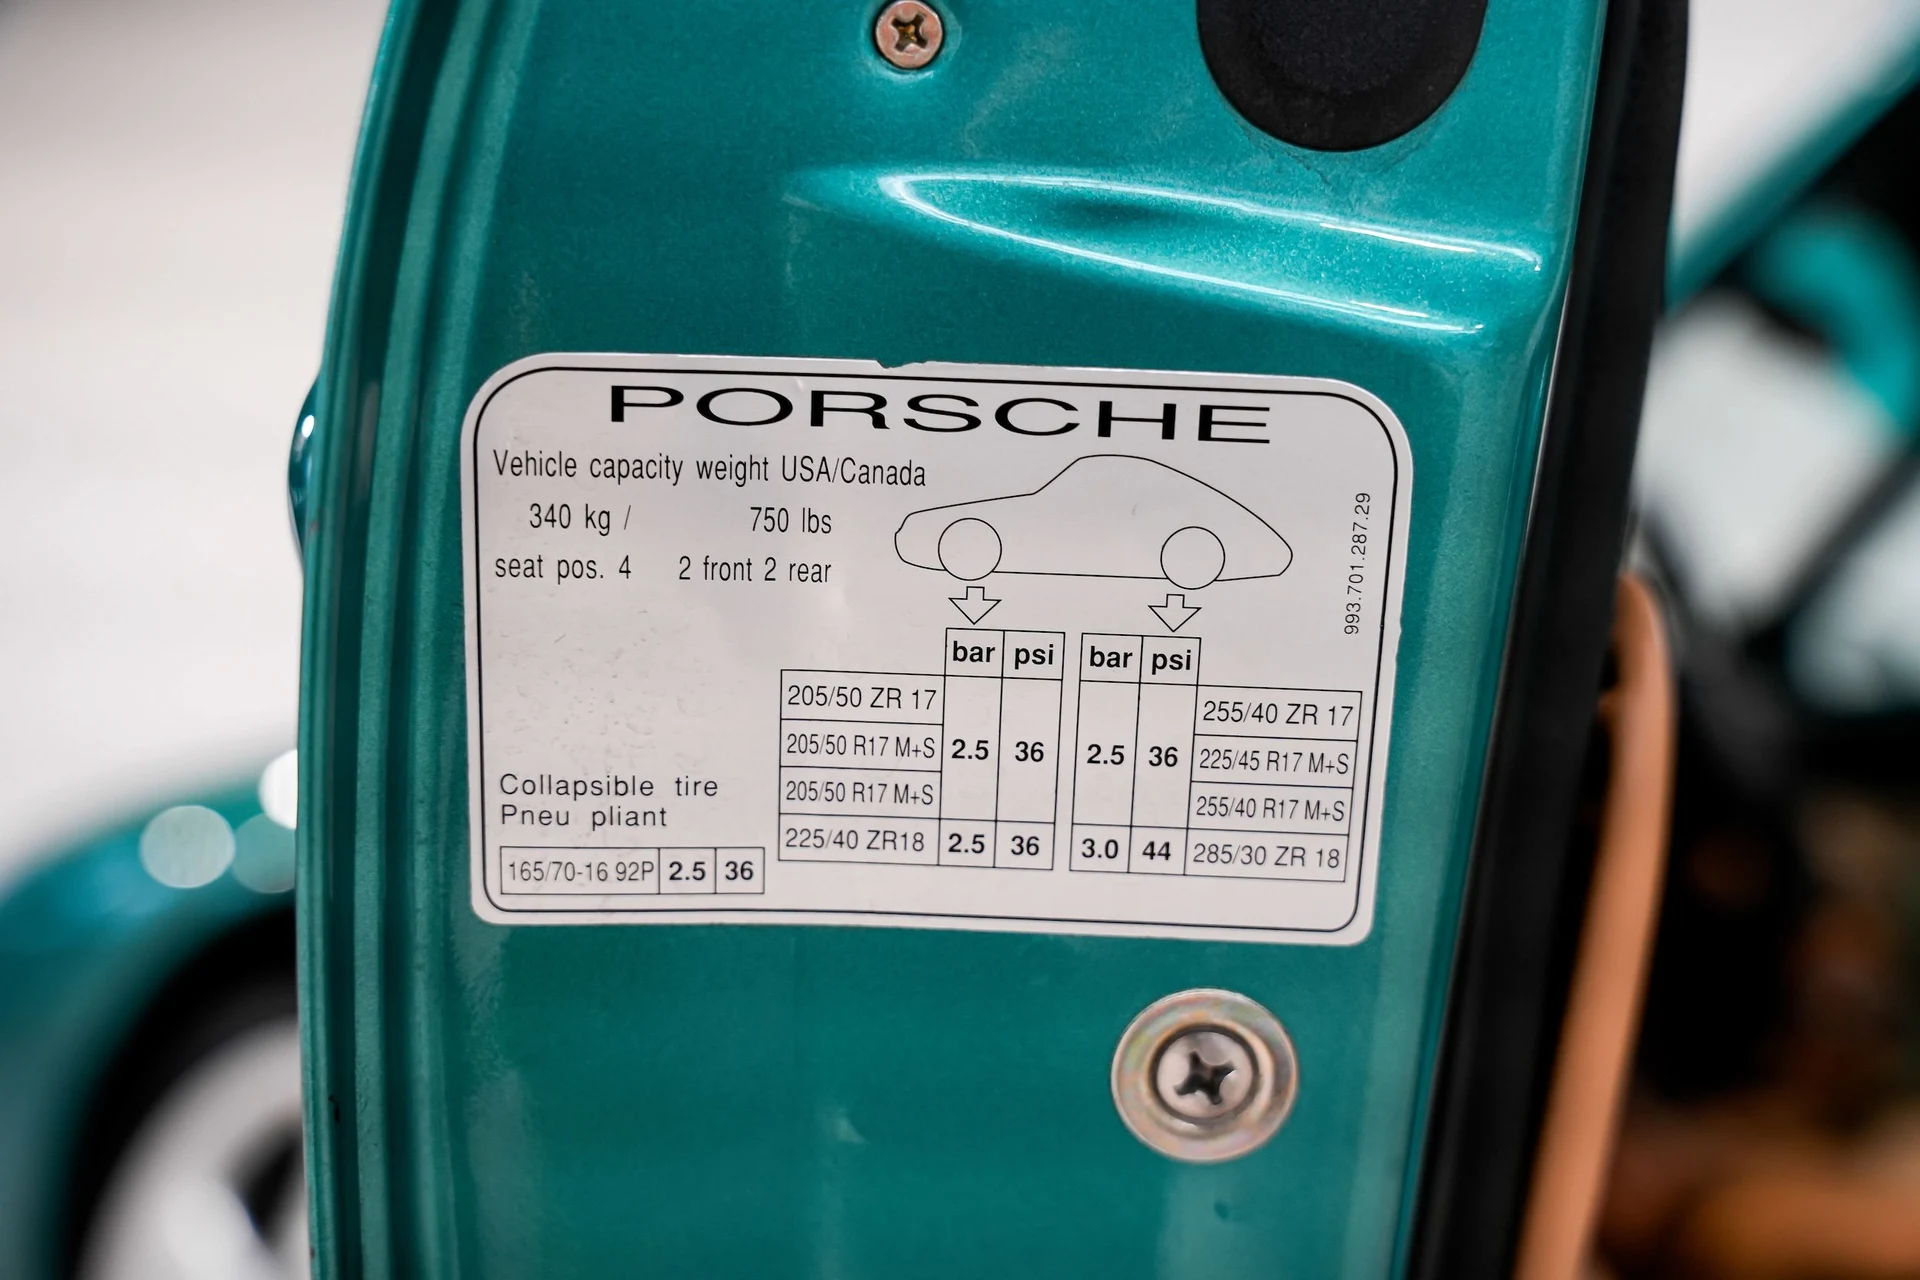 PORSCHE
Vehicle capacity weight USA/Canada
340 kg / 750 lbs
seat pos. 4 2 front 2 rear
993.701.287.29
bar psi bar psi
205/50 ZR 17 255/40 ZR 17
205/50 R17 M+S 2.5 36 2.5 36 225/45 R17 M+S
205/50 R17 M+S 255/40 R17 M+S
225/40 ZR18 2.5 36 3.0 44 285/30 ZR 18
Collapsible tire
Pneu pliant
165/70-16 92P 2.5 36